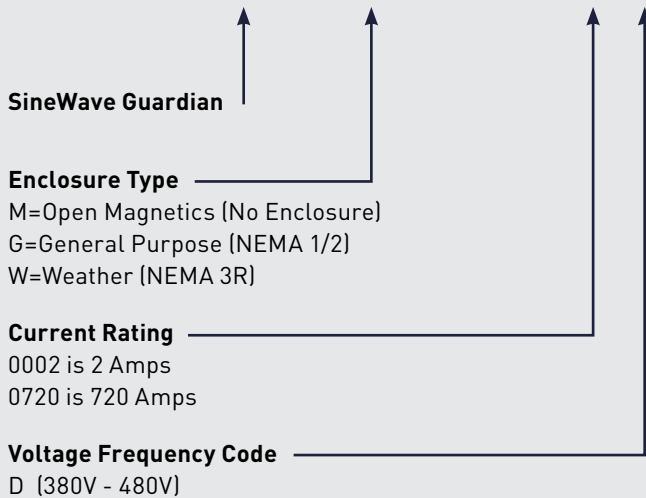 SineWave Guardian
Enclosure Type
M=Open Magnetics (No Enclosure)
G=General Purpose (NEMA 1/2)
W=Weather (NEMA 3R)
Current Rating
0002 is 2 Amps
0720 is 720 Amps
Voltage Frequency Code
D (380V - 480V)